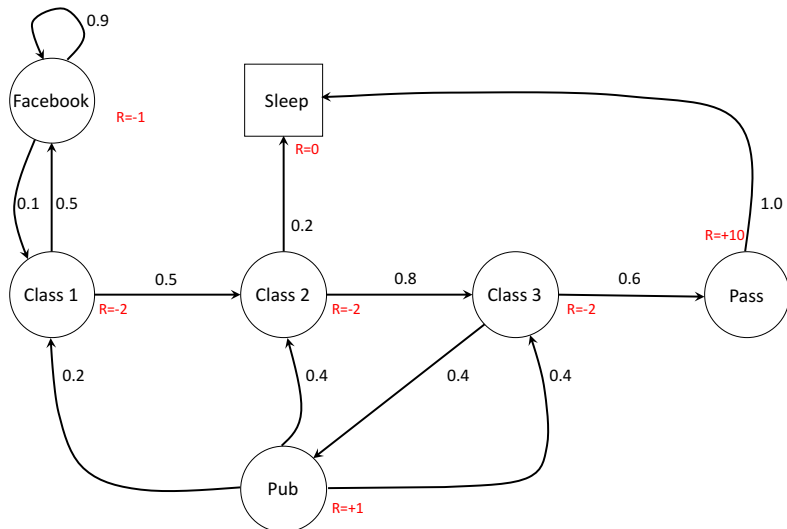 0.9
Facebook
R=-1
Sleep
R=0
0.1
0.5
0.2
1.0
R=+10
Class 1
R=-2
0.5
Class 2
R=-2
0.8
Class 3
R=-2
0.6
Pass
0.2
0.4
0.4
0.4
Pub
R=+1